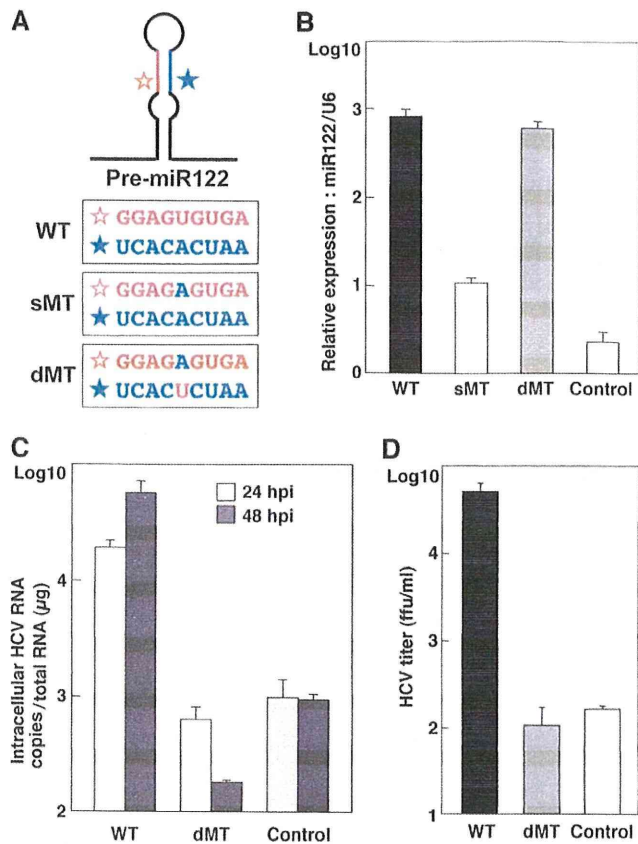 A
Pre-miR122
WT
☆ GGAGUGUGA
★ UCACACUAA
sMT
☆ GGAGAGUGA
★ UCACACUAA
dMT
☆ GGAGAGUGA
★ UCACUCUAA
B
Log10
Relative expression : miR122/U6
3
2
1
0
WT sMT dMT Control
C
Log10
Intracellular HCV RNA
copies/total RNA (µg)
4
3
2
24 hpi
48 hpi
WT dMT Control
D
Log10
HCV titer (ffu/ml)
4
3
2
1
WT dMT Control